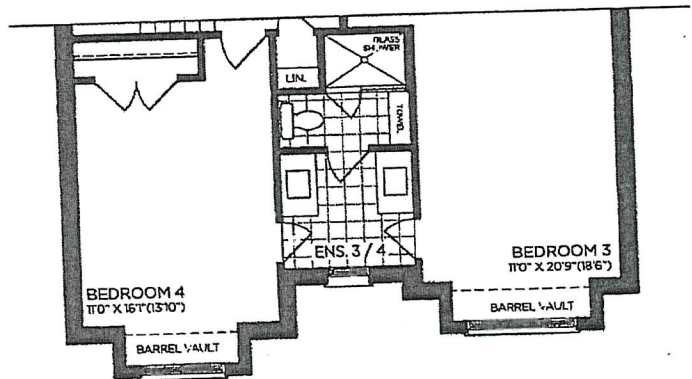 GLASS
SHOWER
LIN.
TOWEL
ENS. 3 / 4
BEDROOM 3
11'0" X 20'9"(18'6")
BARREL VAULT
BEDROOM 4
11'0" X 16'1"(13'10")
BARREL VAULT